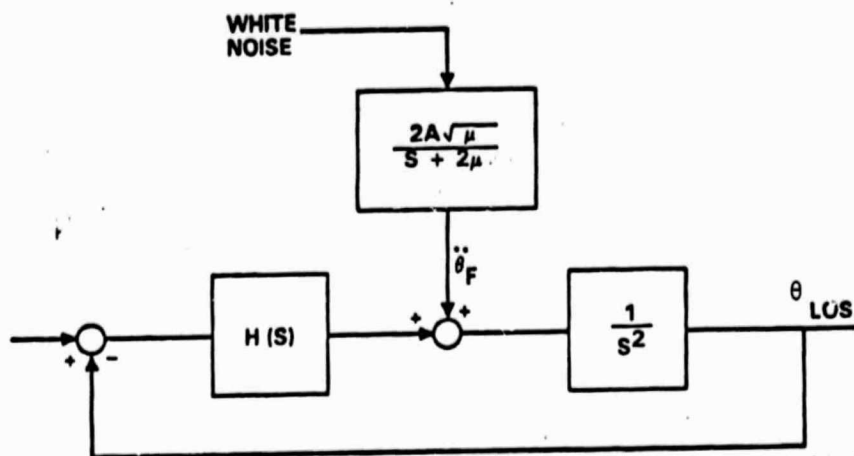 WHITE
NOISE
2A√μ
S + 2μ
θ̈F
H (S)
+ +
1
S2
θ LOS
+ -